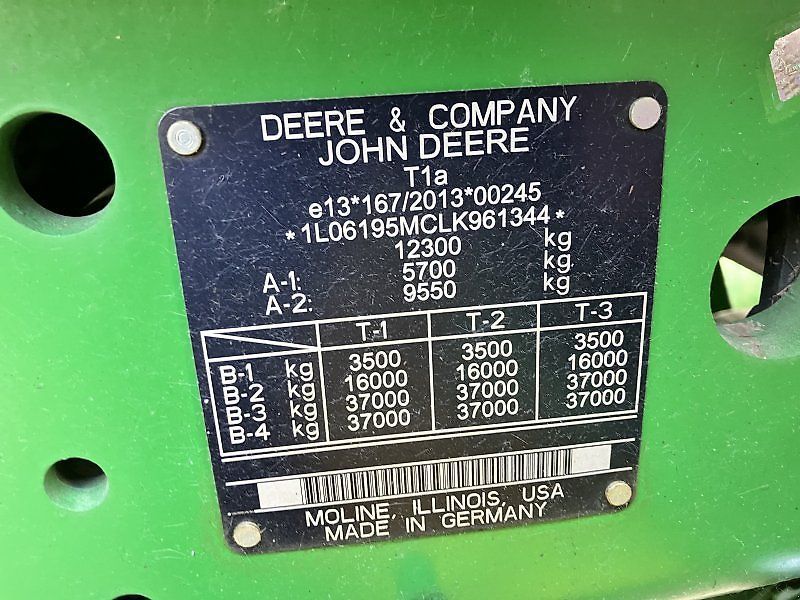 DEERE & COMPANY
JOHN DEERE
T1a
e13*167/2013*00245
*1L06195MCLK961344*
12300 kg
A-1: 5700 kg
A-2: 9550 kg
T-1 T-2 T-3
B-1 kg 3500 3500 3500
B-2 kg 16000 16000 16000
B-3 kg 37000 37000 37000
B-4 kg 37000 37000 37000
MOLINE, ILLINOIS, USA
MADE IN GERMANY